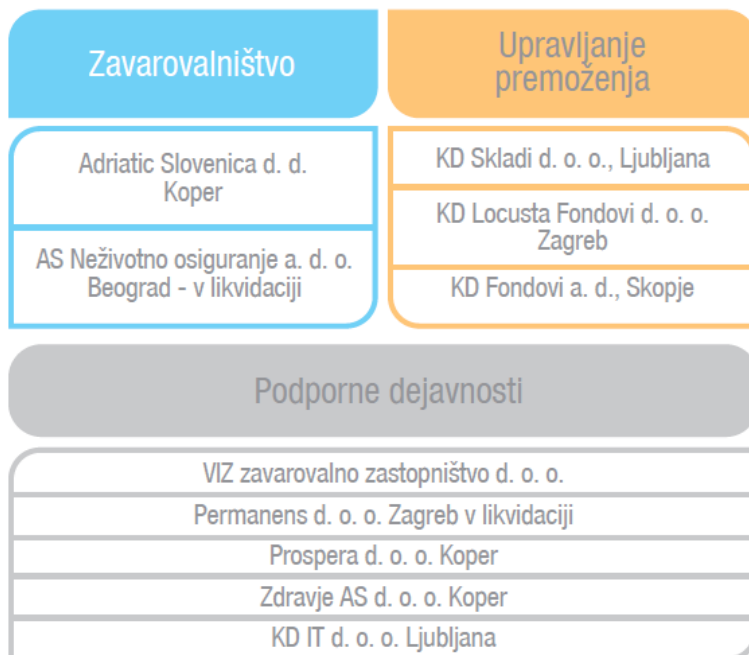 Zavarovalništvo
Adriatic Slovenica d. d.
Koper
AS Neživotno osiguranje a. d. o.
Beograd - v likvidaciji
Upravljanje
premoženja
KD Skladi d. o. o., Ljubljana
KD Locusta Fondovi d. o. o.
Zagreb
KD Fondovi a. d., Skopje
Podporne dejavnosti
VIZ zavarovalno zastopništvo d. o. o.
Permanens d. o. o. Zagreb v likvidaciji
Prospera d. o. o. Koper
Zdravje AS d. o. o. Koper
KD IT d. o. o. Ljubljana